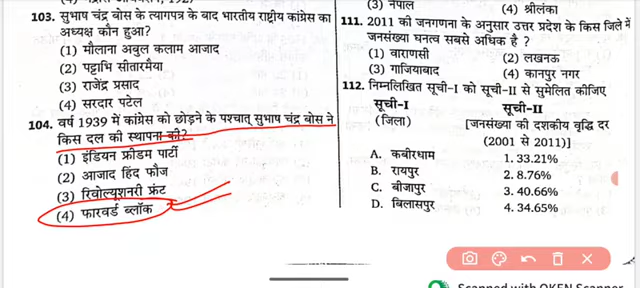 103. सुभाष चंद्र बोस के त्यागपत्र के बाद भारतीय राष्ट्रीय कांग्रेस का
अध्यक्ष कौन हुआ?
(1) मौलाना अबुल कलाम आजाद
(2) पट्टाभि सीतारमैया
(3) राजेंद्र प्रसाद
(4) सरदार पटेल
104. वर्ष 1939 में कांग्रेस को छोड़ने के पश्चात् सुभाष चंद्र बोस ने
किस दल की स्थापना की?
(1) इंडियन फ्रीडम पार्टी
(2) आजाद हिंद फौज
(3) रिवोल्यूशनरी फ्रंट
(4) फारवर्ड ब्लॉक
(3) नेपाल (4) श्रीलंका
111. 2011 की जनगणना के अनुसार उत्तर प्रदेश के किस जिले में
जनसंख्या घनत्व सबसे अधिक है ?
(1) वाराणसी (2) लखनऊ
(3) गाजियाबाद (4) कानपुर नगर
112. निम्नलिखित सूची-I को सूची-II से सुमेलित कीजिए
सूची-I सूची-II
(जिला) [जनसंख्या की दशकीय वृद्धि दर
(2001 से 2011)]
A. कबीरधाम 1. 33.21%
B. रायपुर 2. 8.76%
C. बीजापुर 3. 40.66%
D. बिलासपुर 4. 34.65%